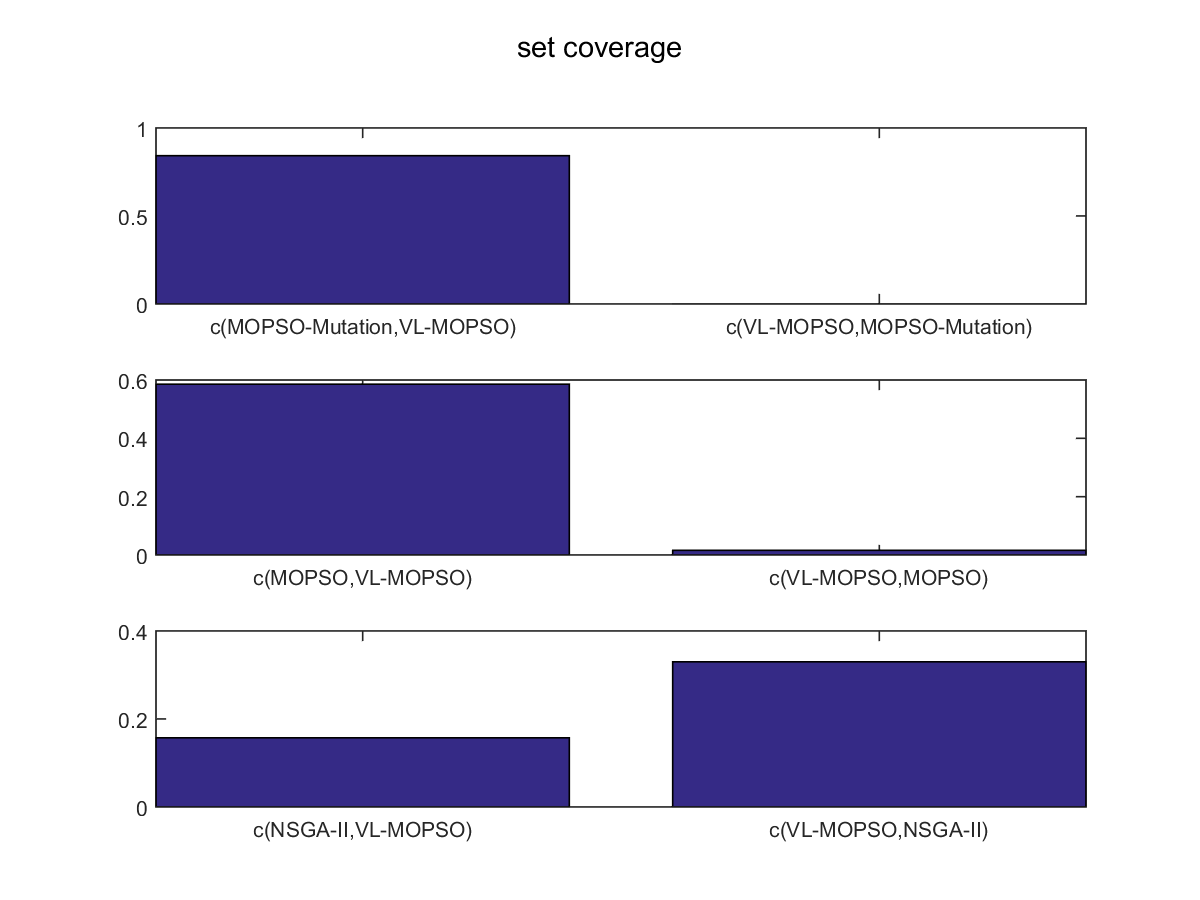 set coverage
1
0.5
0
c(MOPSO-Mutation,VL-MOPSO) c(VL-MOPSO,MOPSO-Mutation)
0.6
0.4
0.2
0
c(MOPSO,VL-MOPSO) c(VL-MOPSO,MOPSO)
0.4
0.2
0
c(NSGA-II,VL-MOPSO) c(VL-MOPSO,NSGA-II)